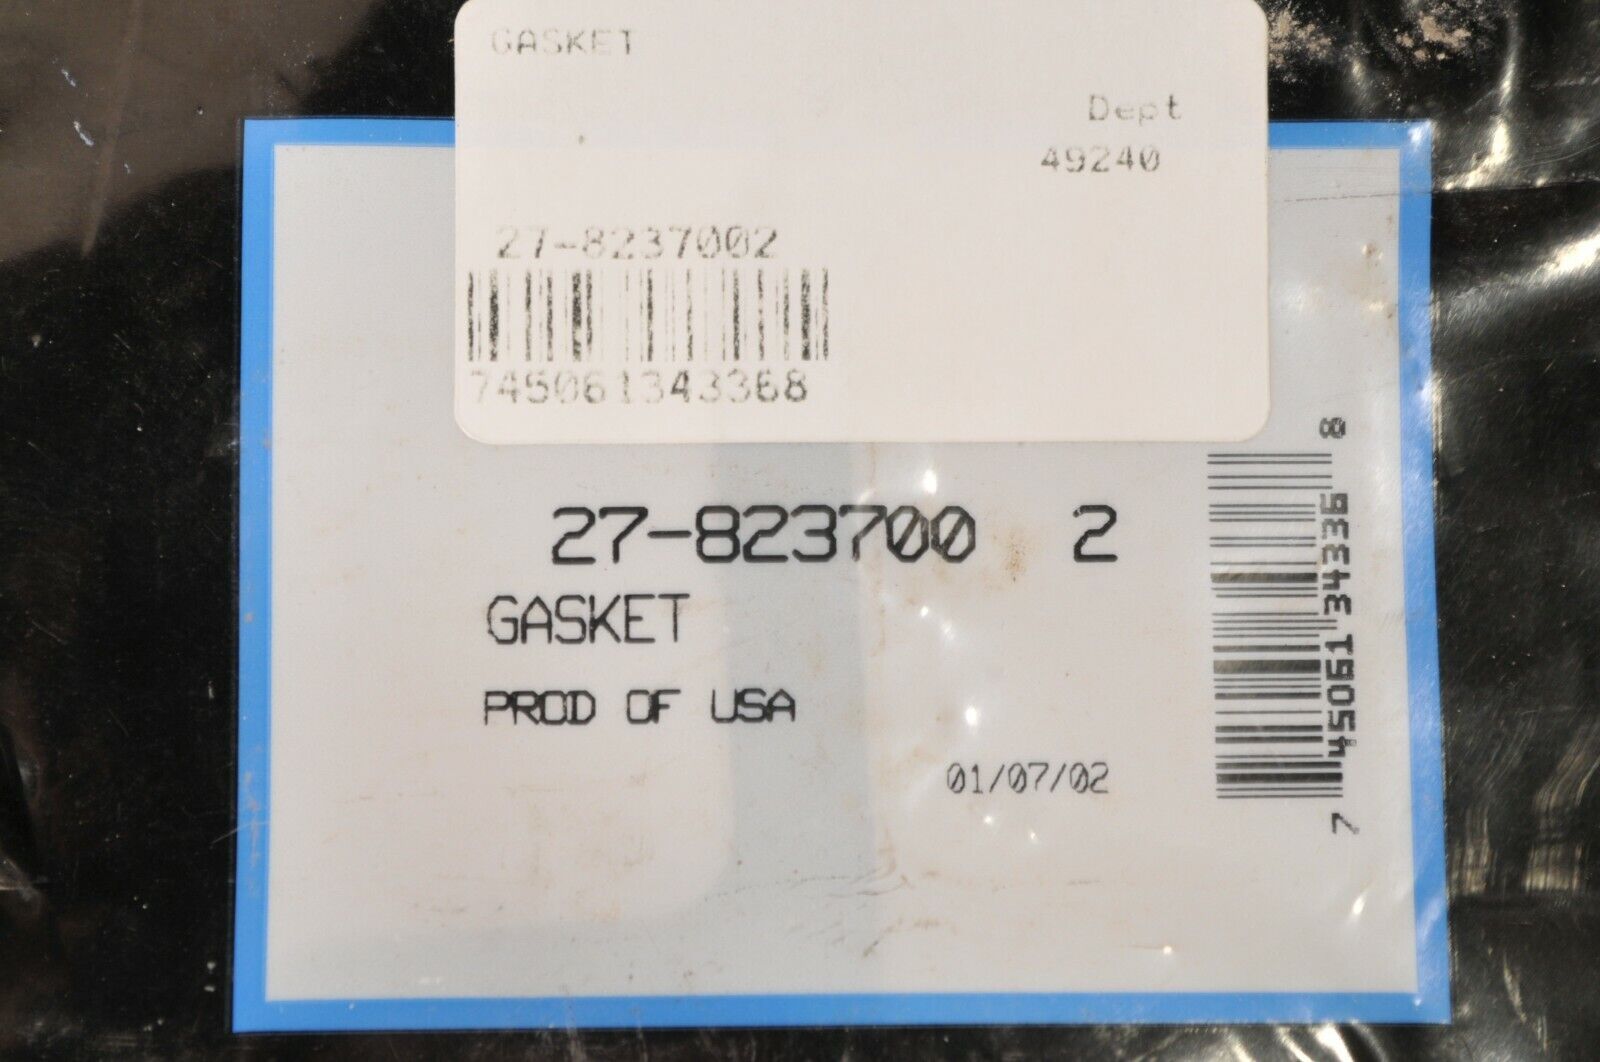 GASKET
Dept
49240
27-8237002
745061343368
27-823700 2
GASKET
PROD OF USA
01/07/02
7 45061 34336 8